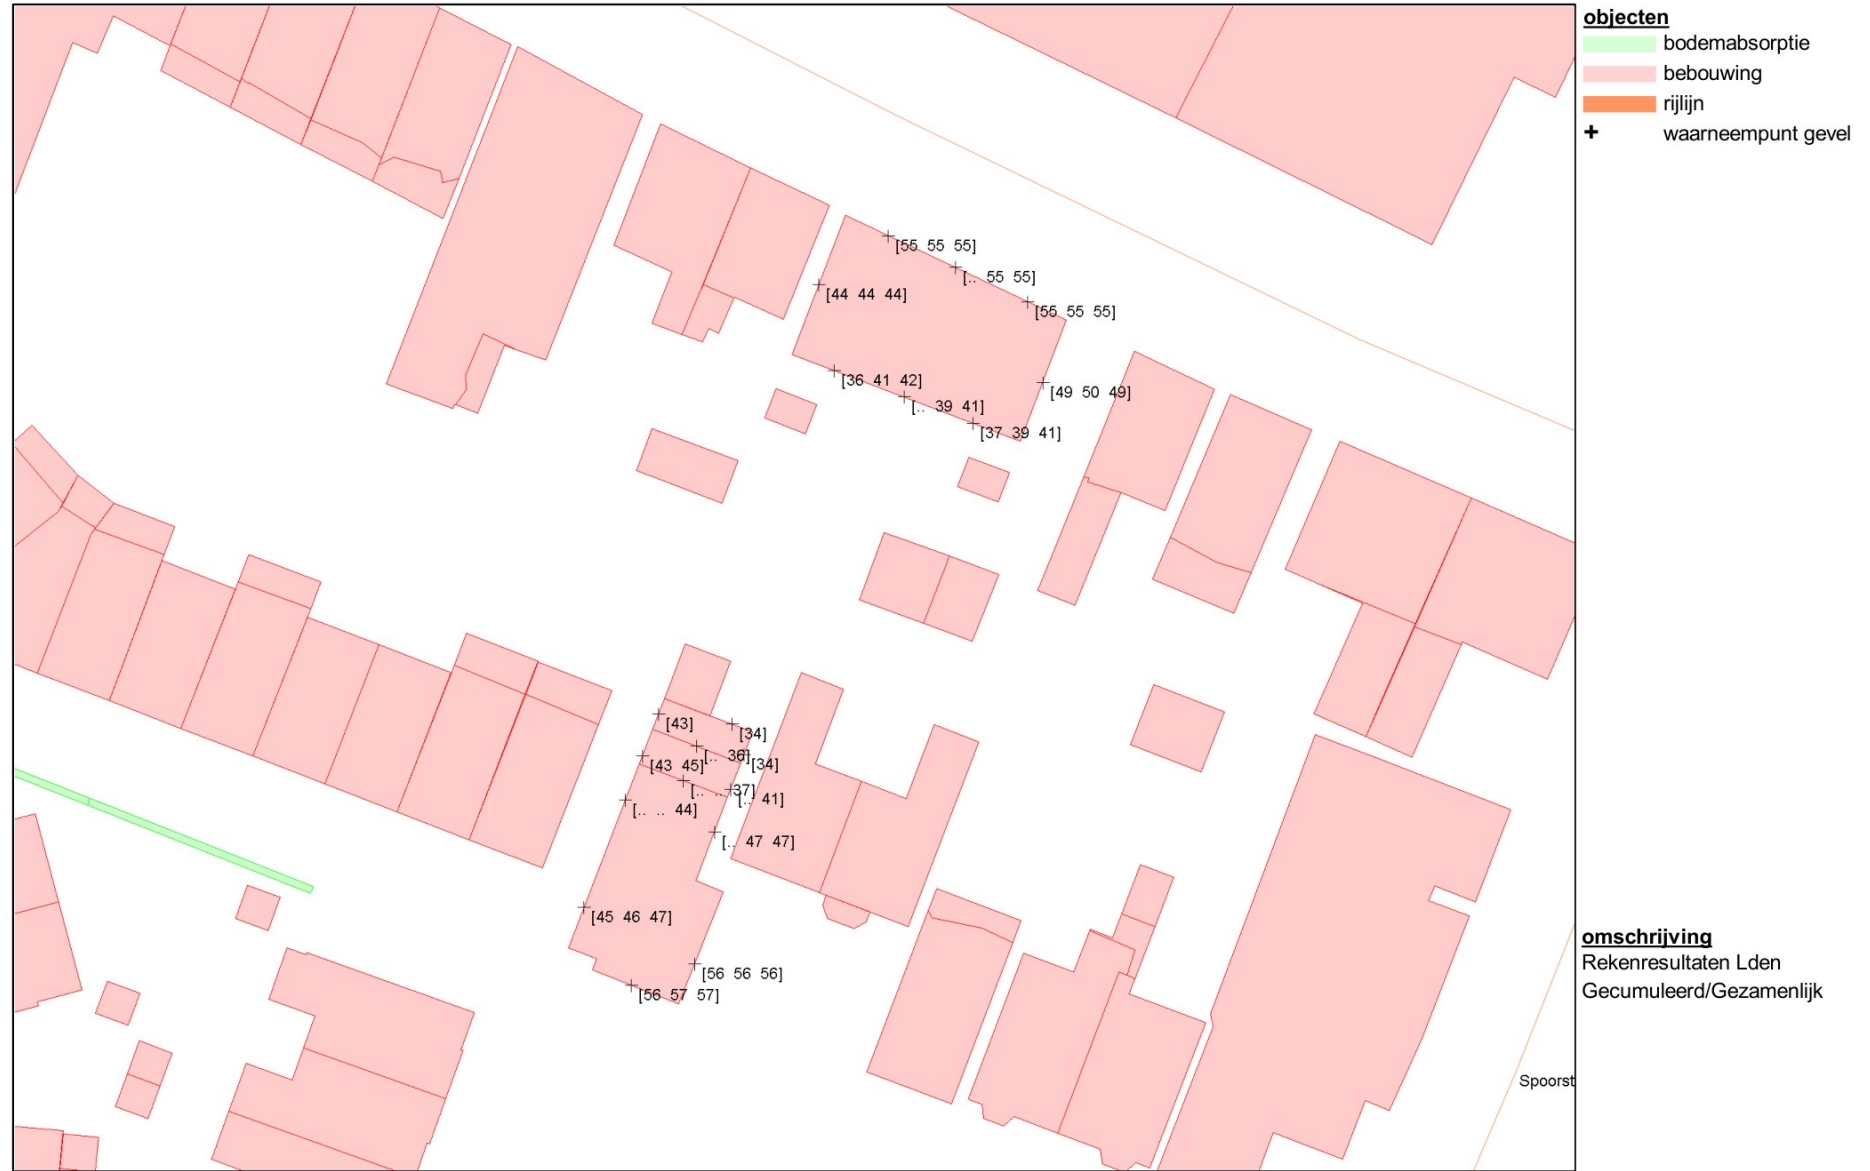 objecten
bodemabsorptie
bebouwing
rijlijn
waarneempunt gevel
[55 55 55]
[.. 55 55]
[44 44 44]
[55 55 55]
[36 41 42]
[49 50 49]
[.. 39 41]
[37 39 41]
[43]
[34]
[.. 36]
[43 45]
[34]
[.. .. 37]
[.. 41]
[.. .. 44]
[.. 47 47]
[45 46 47]
[56 56 56]
[56 57 57]
omschrijving
Rekenresultaten Lden
Gecumuleerd/Gezamenlijk
Spoorst